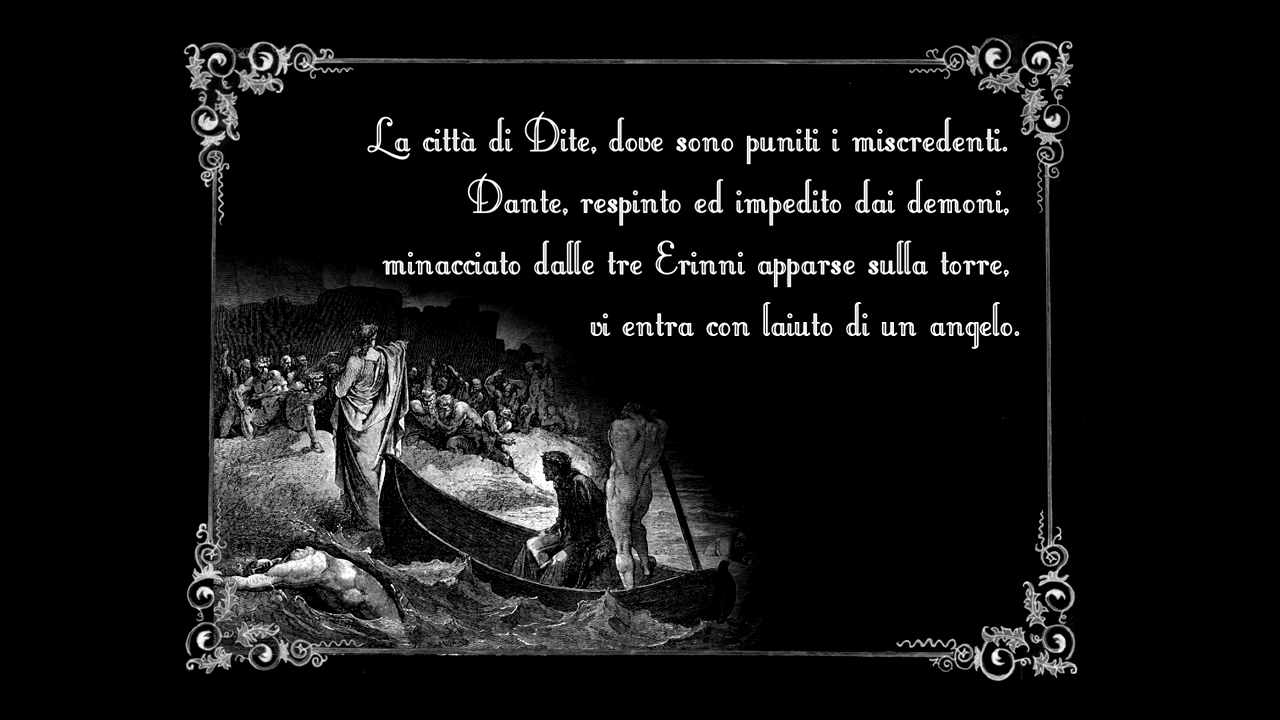 La città di Dite, dove sono puniti i miscredenti.
Dante, respinto ed impedito dai demoni,
minacciato dalle tre Erinni apparse sulla torre,
vi entra con laiuto di un angelo.